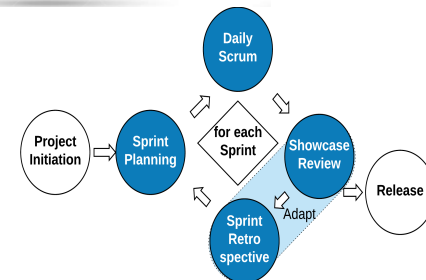 Daily
Scrum
Project
Initiation
Sprint
Planning
for each
Sprint
Showcase
Review
Release
Adapt
Sprint
Retro
spective